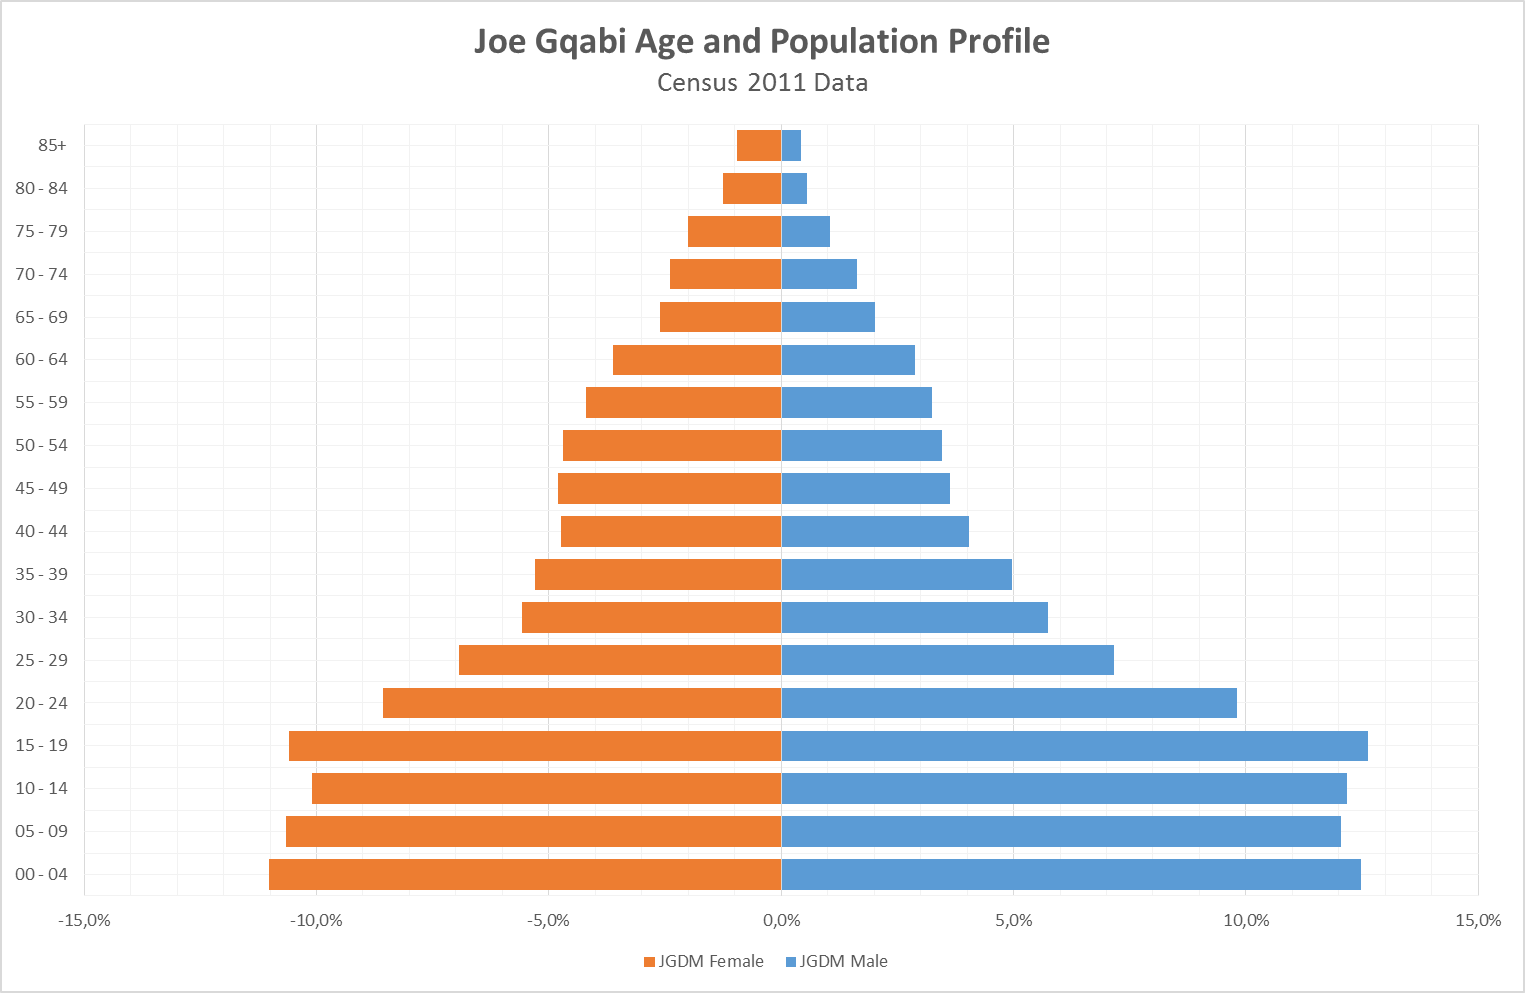 Joe Gqabi Age and Population Profile
Census 2011 Data
85+
80 - 84
75 - 79
70 - 74
65 - 69
60 - 64
55 - 59
50 - 54
45 - 49
40 - 44
35 - 39
30 - 34
25 - 29
20 - 24
15 - 19
10 - 14
05 - 09
00 - 04
-15,0% -10,0% -5,0% 0,0% 5,0% 10,0% 15,0%
JGDM Female JGDM Male